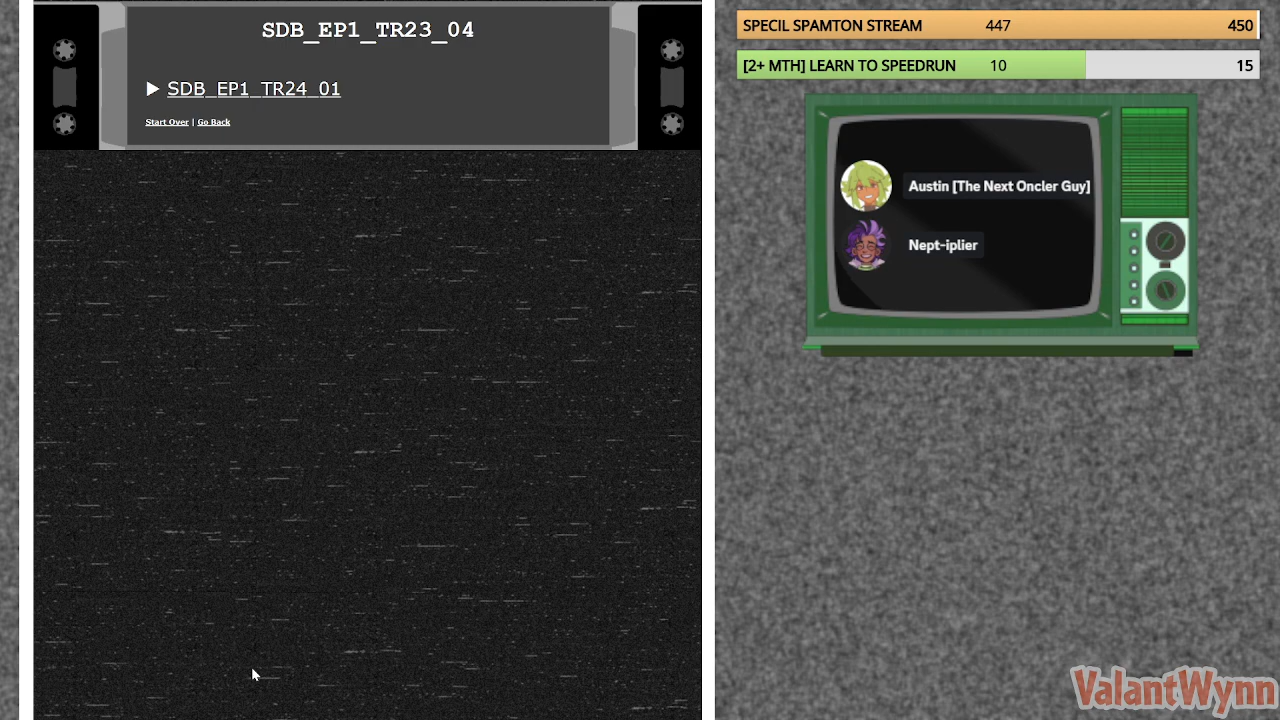 SDB_EP1_TR23_04
▶ SDB_EP1_TR24_01
Start Over | Go Back
SPECIL SPAMTON STREAM 447 450
[2+ MTH] LEARN TO SPEEDRUN 10 15
Austin [The Next Oncler Guy]
Nept-iplier
ValantWynn